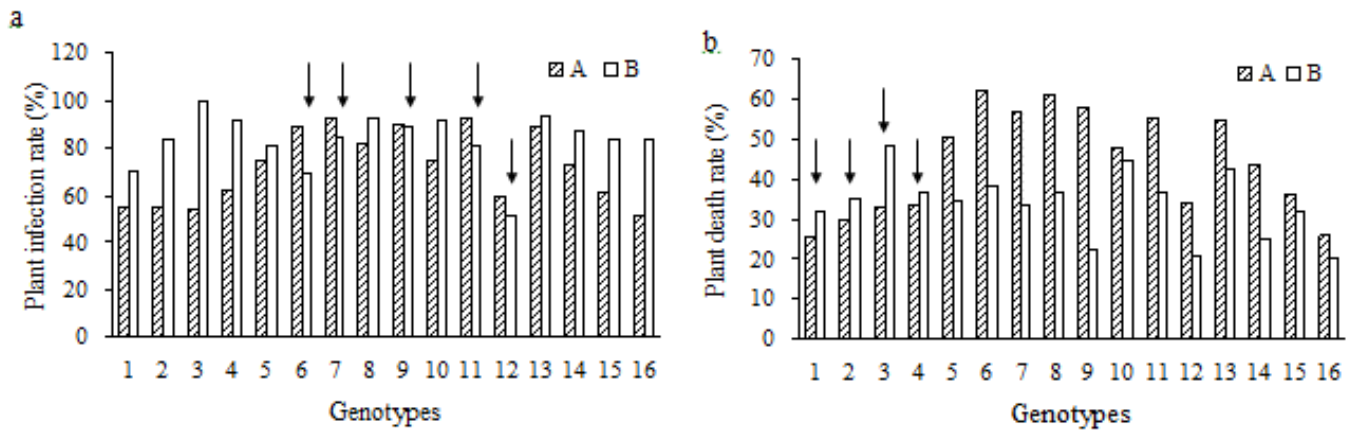 a
120
100
80
60
40
20
0
Plant infection rate (%)
A B
1 2 3 4 5 6 7 8 9 10 11 12 13 14 15 16
Genotypes
b
70
60
50
40
30
20
10
0
Plant death rate (%)
A B
1 2 3 4 5 6 7 8 9 10 11 12 13 14 15 16
Genotypes